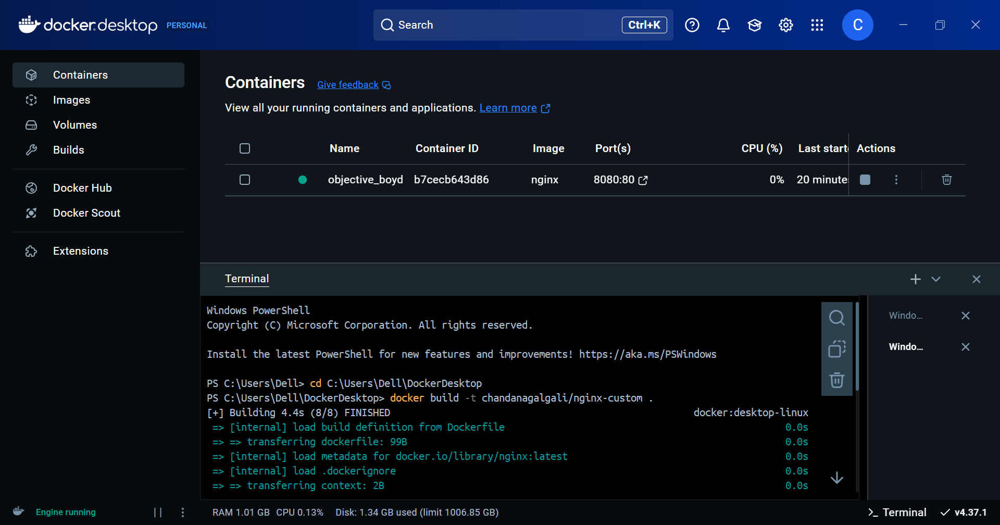 docker desktop PERSONAL
Search Ctrl+K
C
Containers
Images
Volumes
Builds
Docker Hub
Docker Scout
Extensions
Containers Give feedback
View all your running containers and applications. Learn more
Name Container ID Image Port(s) CPU (%) Last starte Actions
objective_boyd b7cecb643d86 nginx 8080:80 0% 20 minutes
Terminal
Windows PowerShell
Copyright (C) Microsoft Corporation. All rights reserved.
Install the latest PowerShell for new features and improvements! https://aka.ms/PSWindows
PS C:\Users\Dell> cd C:\Users\Dell\DockerDesktop
PS C:\Users\Dell\DockerDesktop> docker build -t chandanagalgali/nginx-custom .
[+] Building 4.4s (8/8) FINISHED docker:desktop-linux
=> [internal] load build definition from Dockerfile 0.0s
=> => transferring dockerfile: 99B 0.0s
=> [internal] load metadata for docker.io/library/nginx:latest 0.0s
=> [internal] load .dockerignore 0.0s
=> => transferring context: 2B 0.0s
Windo...
Windo...
Engine running
RAM 1.01 GB CPU 0.13% Disk: 1.34 GB used (limit 1006.85 GB)
>_ Terminal v4.37.1